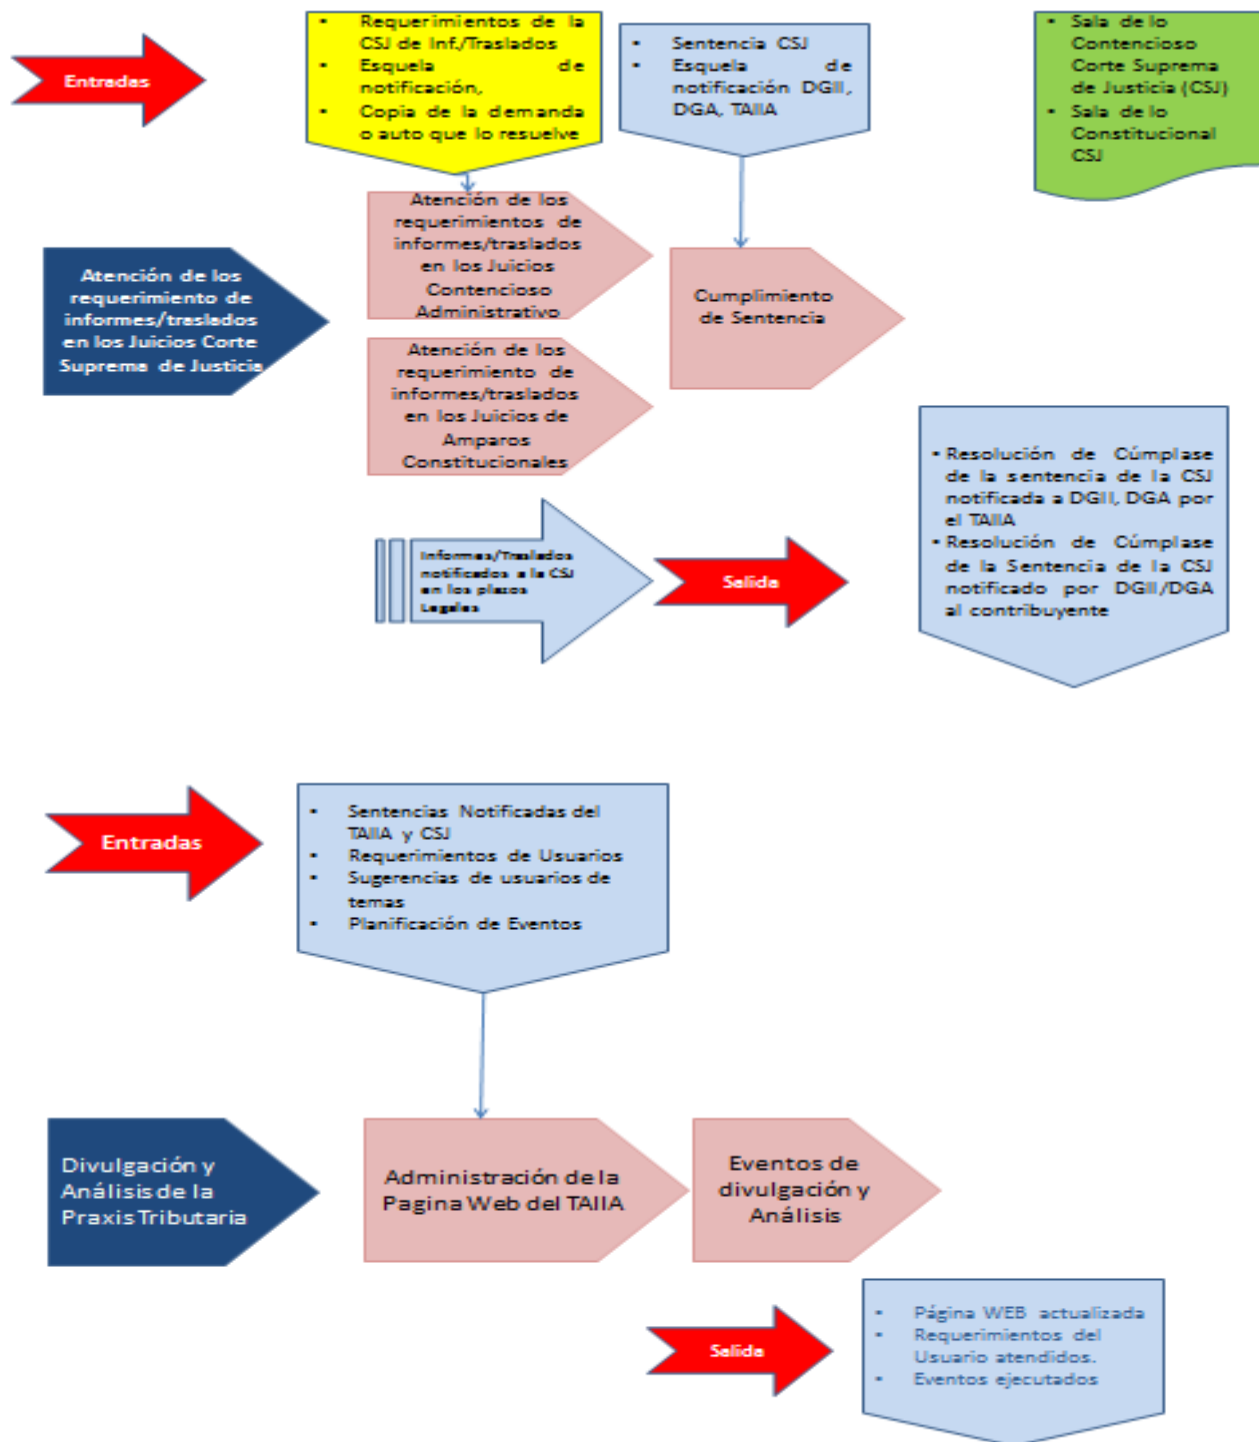 Entradas
• Requerimientos de la
CSJ de Inf./Traslados
• Esquela de
notificación,
• Copia de la demanda
o auto que lo resuelve
• Sentencia CSJ
• Esquela de
notificación DGII,
DGA, TAIIA
• Sala de lo
Contencioso
Corte Suprema
de Justicia (CSJ)
• Sala de lo
Constitucional
CSJ
Atención de los
requerimiento de
informes/traslados
en los Juicios Corte
Suprema de Justicia
Atención de los
requerimientos de
informes/traslados
en los Juicios
Contencioso
Administrativo
Cumplimiento
de Sentencia
Atención de los
requerimiento de
informes/traslados
en los Juicios de
Amparos
Constitucionales
Informes/Traslados
notificados a la CSJ
en los plazos
Legales
Salida
• Resolución de Cúmplase
de la sentencia de la CSJ
notificada a DGII, DGA por
el TAIIA
• Resolución de Cúmplase
de la Sentencia de la CSJ
notificado por DGII/DGA
al contribuyente
Entradas
• Sentencias Notificadas del
TAIIA y CSJ
• Requerimientos de Usuarios
• Sugerencias de usuarios de
temas
• Planificación de Eventos
Divulgación y
Análisis de la
Praxis Tributaria
Administración de la
Pagina Web del TAIIA
Eventos de
divulgación y
Análisis
Salida
• Página WEB actualizada
• Requerimientos del
Usuario atendidos.
• Eventos ejecutados